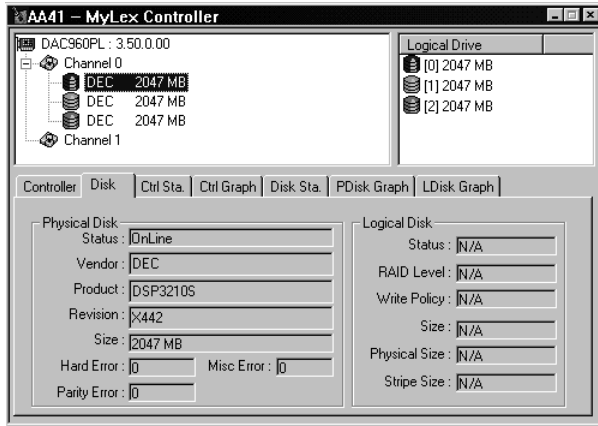 AA41 – MyLex Controller
DAC960PL : 3.50.0.00
Channel 0
DEC 2047 MB
DEC 2047 MB
DEC 2047 MB
Channel 1
Logical Drive
[0] 2047 MB
[1] 2047 MB
[2] 2047 MB
Controller Disk Ctrl Sta. Ctrl Graph Disk Sta. PDisk Graph LDisk Graph
Physical Disk
Status : OnLine
Vendor : DEC
Product : DSP3210S
Revision : X442
Size : 2047 MB
Hard Error : 0 Misc Error : 0
Parity Error : 0
Logical Disk
Status : N/A
RAID Level : N/A
Write Policy : N/A
Size : N/A
Physical Size : N/A
Stripe Size : N/A